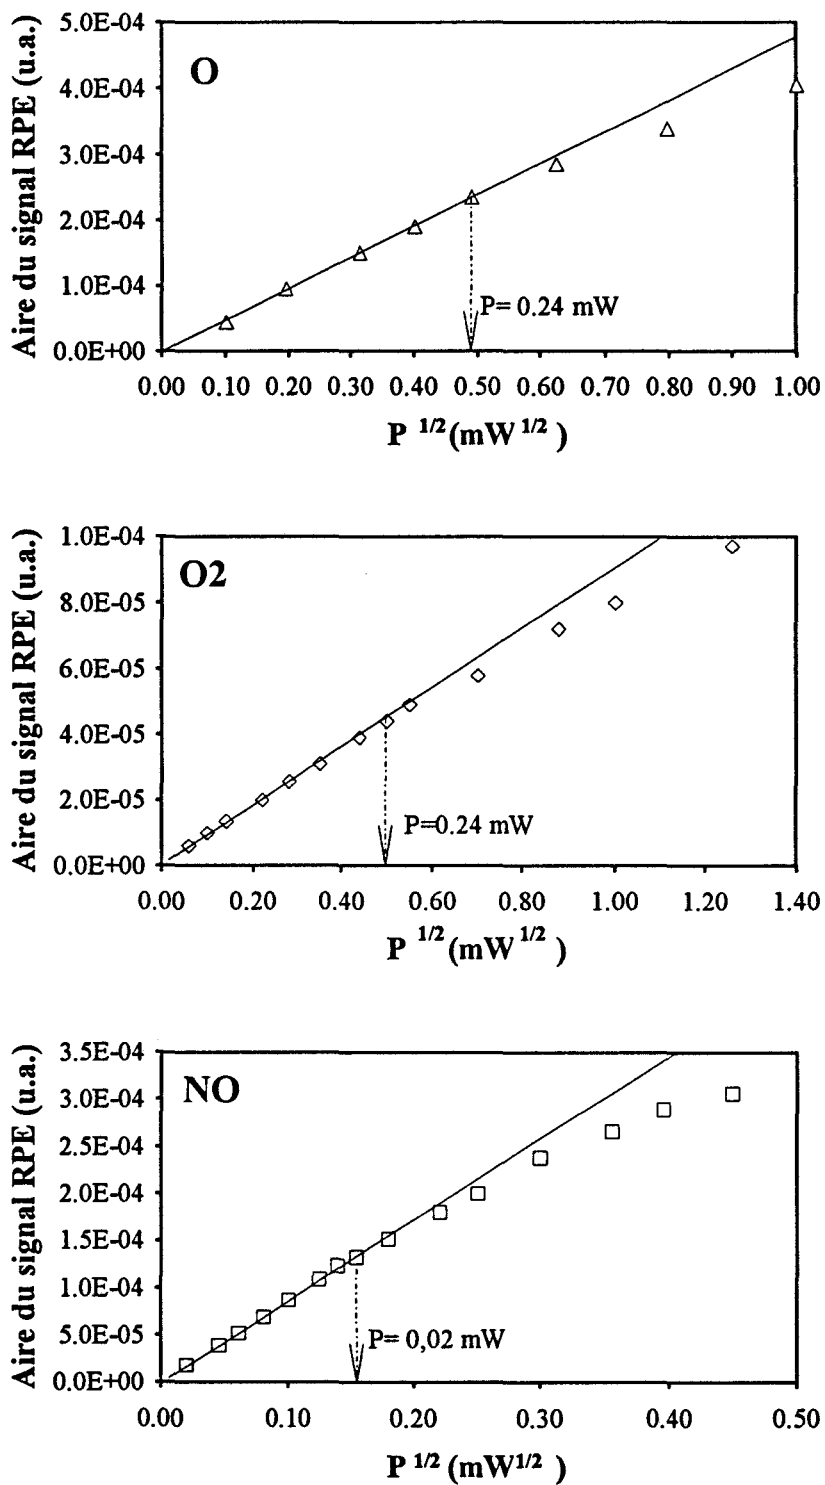 Aire du signal RPE (u.a.)
O
5.0E-04
4.0E-04
3.0E-04
2.0E-04
1.0E-04
0.0E+00
P= 0.24 mW
0.00 0.10 0.20 0.30 0.40 0.50 0.60 0.70 0.80 0.90 1.00
P 1/2 (mW 1/2 )
Aire du signal RPE (u.a.)
O2
1.0E-04
8.0E-05
6.0E-05
4.0E-05
2.0E-05
0.0E+00
P=0.24 mW
0.00 0.20 0.40 0.60 0.80 1.00 1.20 1.40
P 1/2 (mW 1/2 )
Aire du signal RPE (u.a.)
NO
3.5E-04
3.0E-04
2.5E-04
2.0E-04
1.5E-04
1.0E-04
5.0E-05
0.0E+00
P= 0,02 mW
0.00 0.10 0.20 0.30 0.40 0.50
P 1/2 (mW1/2 )